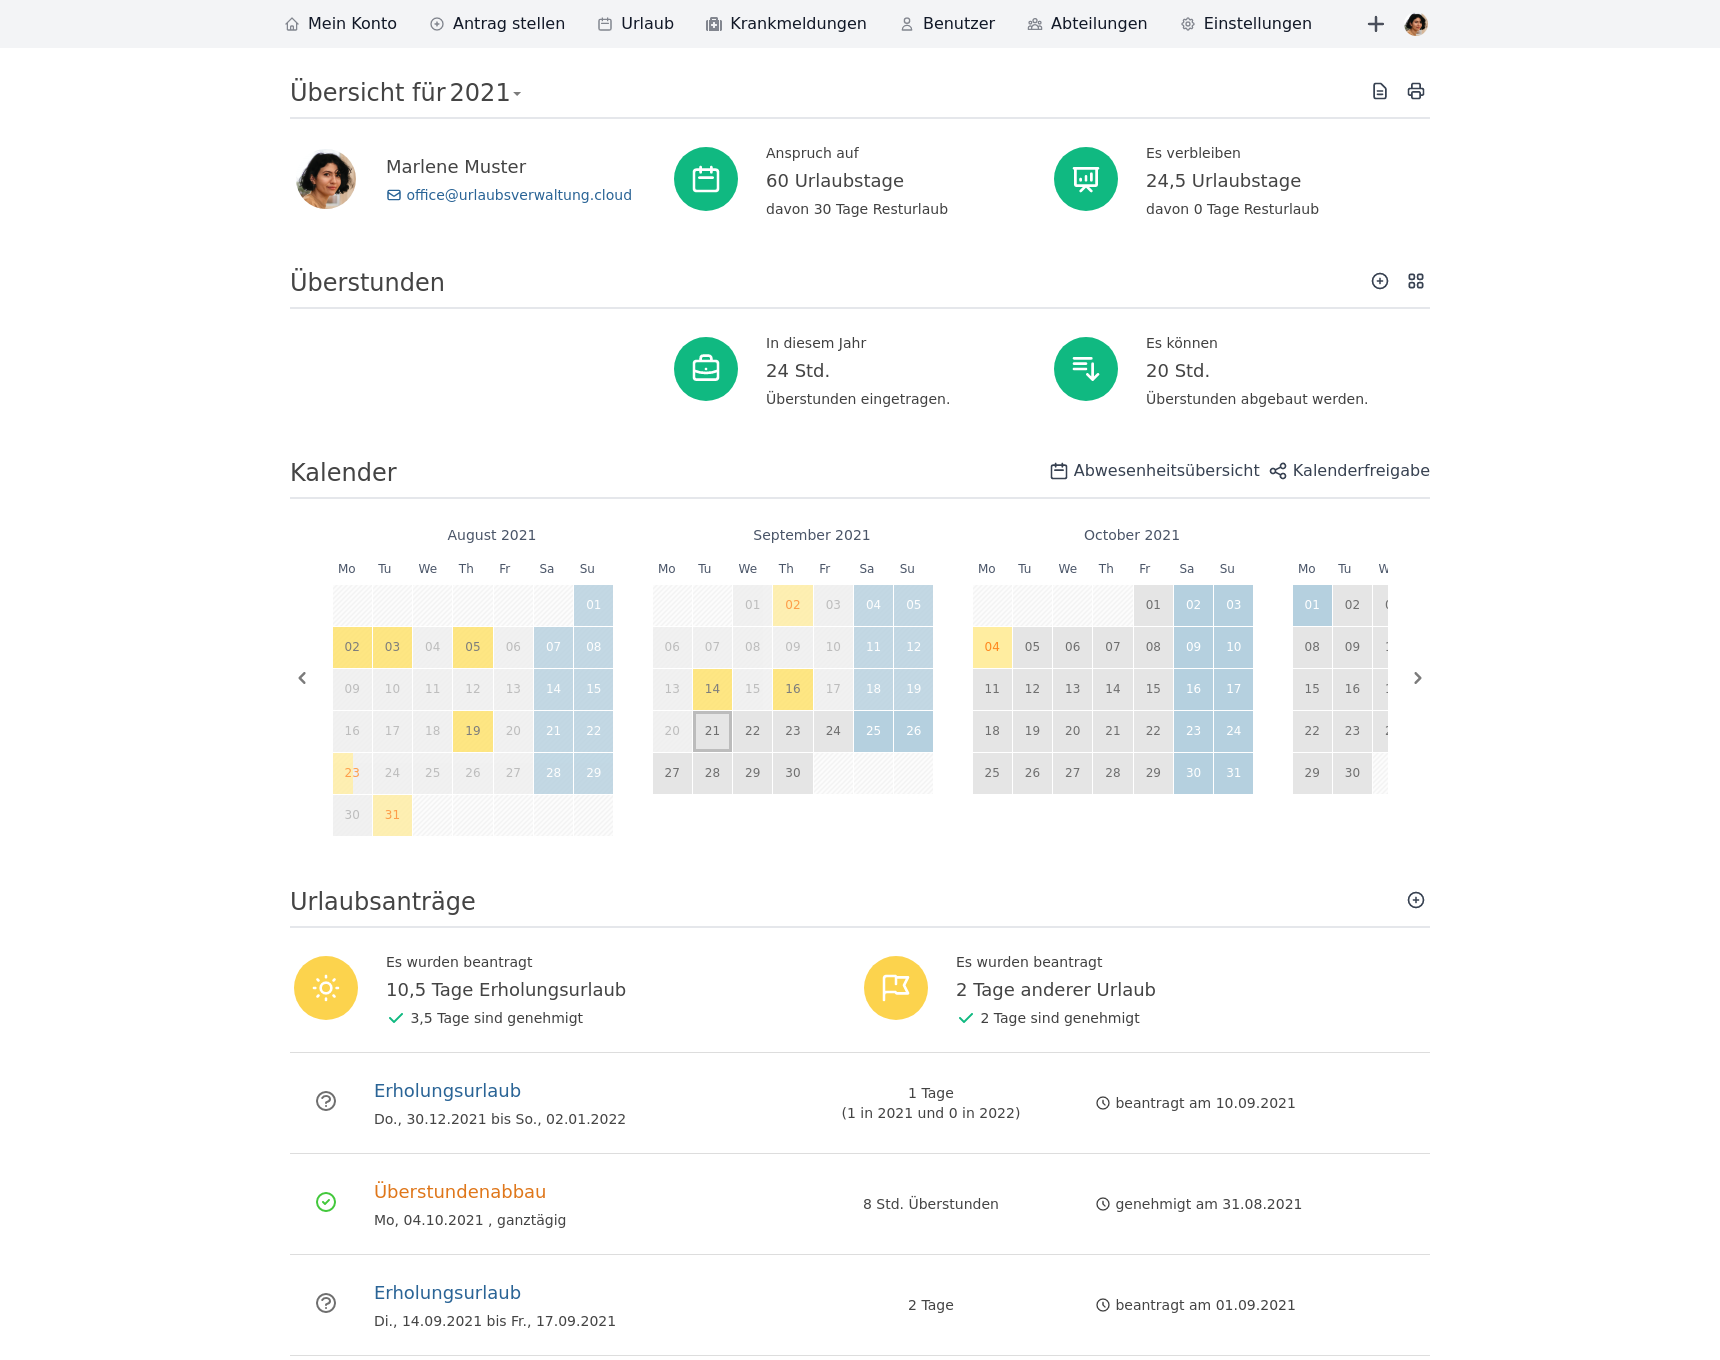 Mein Konto Antrag stellen Urlaub Krankmeldungen Benutzer Abteilungen Einstellungen
Übersicht für 2021
Marlene Muster
office@urlaubsverwaltung.cloud
Anspruch auf
60 Urlaubstage
davon 30 Tage Resturlaub
Es verbleiben
24,5 Urlaubstage
davon 0 Tage Resturlaub
Überstunden
In diesem Jahr
24 Std.
Überstunden eingetragen.
Es können
20 Std.
Überstunden abgebaut werden.
Kalender
Abwesenheitsübersicht Kalenderfreigabe
August 2021
Mo Tu We Th Fr Sa Su
01
02 03 04 05 06 07 08
09 10 11 12 13 14 15
16 17 18 19 20 21 22
23 24 25 26 27 28 29
30 31
September 2021
Mo Tu We Th Fr Sa Su
01 02 03 04 05
06 07 08 09 10 11 12
13 14 15 16 17 18 19
20 21 22 23 24 25 26
27 28 29 30
October 2021
Mo Tu We Th Fr Sa Su
01 02 03
04 05 06 07 08 09 10
11 12 13 14 15 16 17
18 19 20 21 22 23 24
25 26 27 28 29 30 31
Mo Tu
01 02
08 09
15 16
22 23
29 30
Urlaubsanträge
Es wurden beantragt
10,5 Tage Erholungsurlaub
3,5 Tage sind genehmigt
Es wurden beantragt
2 Tage anderer Urlaub
2 Tage sind genehmigt
Erholungsurlaub
Do., 30.12.2021 bis So., 02.01.2022
1 Tage
(1 in 2021 und 0 in 2022)
beantragt am 10.09.2021
Überstundenabbau
Mo, 04.10.2021 , ganztägig
8 Std. Überstunden
genehmigt am 31.08.2021
Erholungsurlaub
Di., 14.09.2021 bis Fr., 17.09.2021
2 Tage
beantragt am 01.09.2021